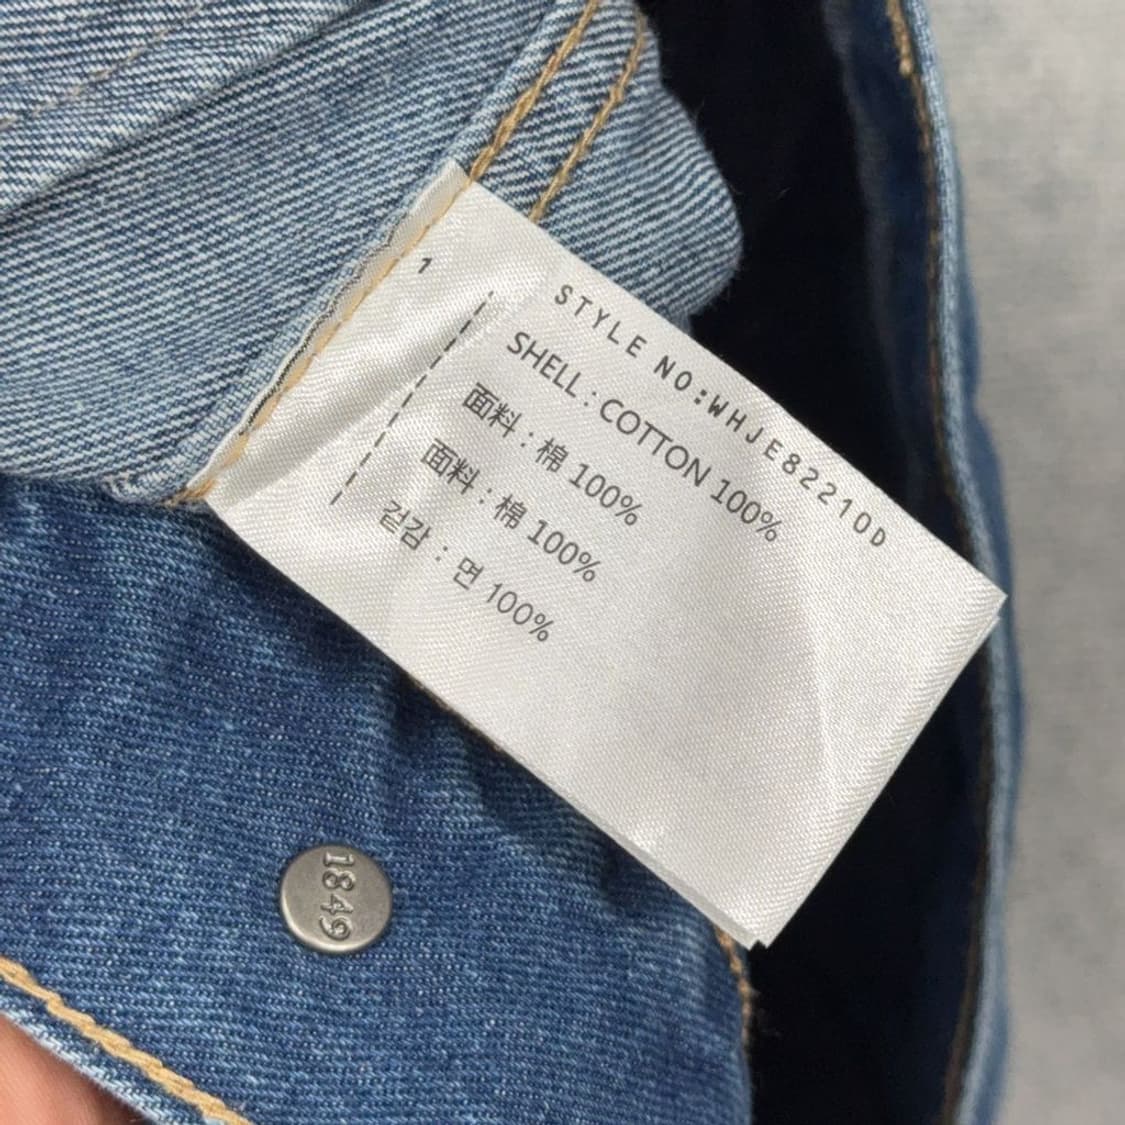 1
STYLE NO:WHJE82210D
SHELL : COTTON 100%
面料 : 棉 100%
面料 : 棉 100%
겉감 : 면 100%
1849